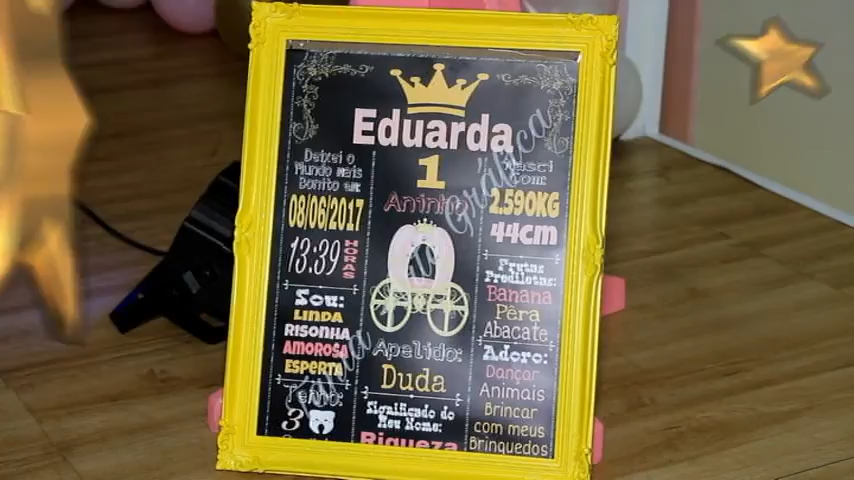 Eduarda
1
Aninho
Deixei o
Mundo mais
Bonito em:
08/06/2017
13:39 HORAS
Sou:
LINDA
RISONHA
AMOROSA
ESPERTA
Tenho:
3
Apelido:
Duda
Significado do
Meu Nome:
Riqueza
Nasci
Com:
2.590KG
44cm
Frutas
Prediletas:
Banana
Pêra
Abacate
Adoro:
Dançar
Animais
Brincar
com meus
Brinquedos